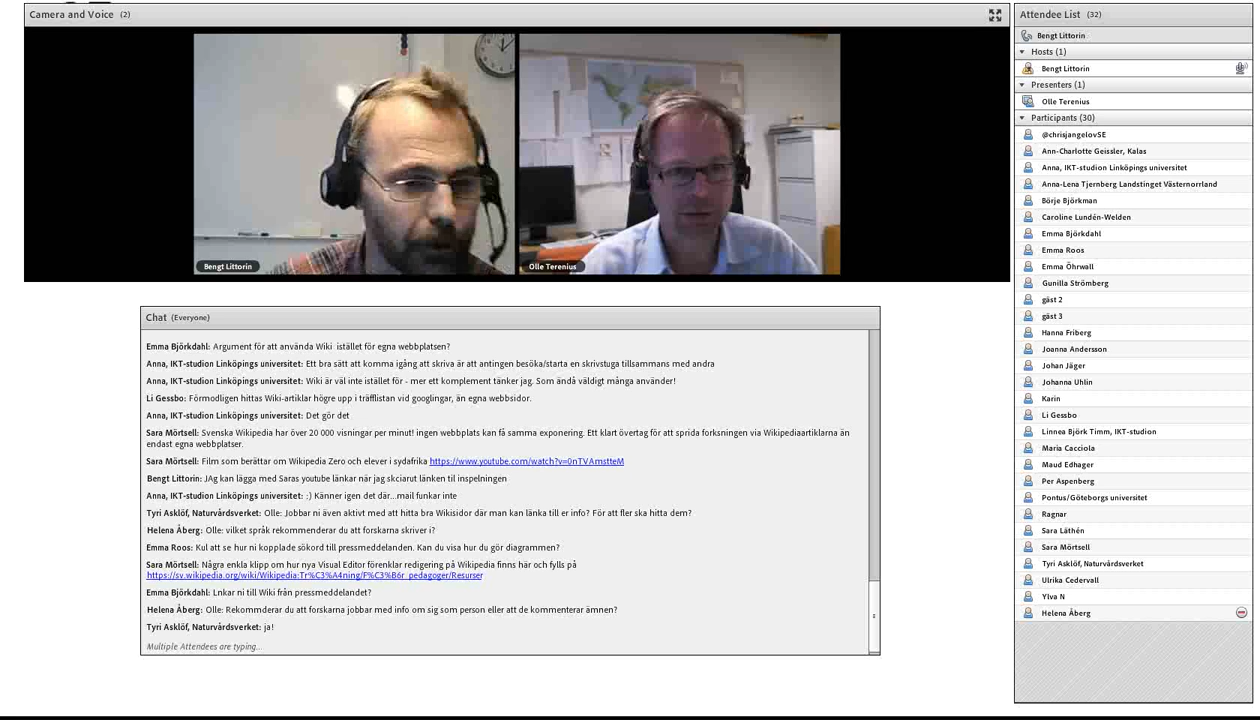 Camera and Voice (2)
Bengt Littorin
Olle Terenius
Chat (Everyone)
Emma Björkdahl: Argument för att använda Wiki istället för egna webbplatsen?
Anna, IKT-studion Linköpings universitet: Ett bra sätt att komma igång att skriva är att antingen besöka/starta en skrivstuga tillsammans med andra
Anna, IKT-studion Linköpings universitet: Wiki är väl inte istället för - mer ett komplement tänker jag. Som ändå väldigt många använder!
Li Gessbo: Förmodligen hittas Wiki-artiklar högre upp i träfflistan vid googlingar, än egna webbsidor.
Anna, IKT-studion Linköpings universitet: Det gör det
Sara Mörtsell: Svenska Wikipedia har över 20 000 visningar per minut! ingen webbplats kan få samma exponering. Ett klart övertag för att sprida forksningen via Wikipediaartiklarna än
endast egna webbplatser.
Sara Mörtsell: Film som berättar om Wikipedia Zero och elever i sydafrika https://www.youtube.com/watch?v=0nTVAmstteM
Bengt Littorin: JAg kan lägga med Saras youtube länkar när jag skciarut länken til inspelningen
Anna, IKT-studion Linköpings universitet: :) Känner igen det där...mail funkar inte
Tyri Asklöf, Naturvårdsverket: Olle: Jobbar ni även aktivt med att hitta bra Wikisidor där man kan länka till er info? För att fler ska hitta dem?
Helena Åberg: Olle: vilket språk rekommenderar du att forskarna skriver i?
Emma Roos: Kul att se hur ni kopplade sökord till pressmeddelanden. Kan du visa hur du gör diagrammen?
Sara Mörtsell: Några enkla klipp om hur nya Visual Editor förenklar redigering på Wikipedia finns här och fylls på
https://sv.wikipedia.org/wiki/Wikipedia:Tr%C3%A4ning/F%C3%B6r_pedagoger/Resurser
Emma Björkdahl: Lnkar ni till Wiki från pressmeddelandet?
Helena Åberg: Olle: Rekommderar du att forskarna jobbar med info om sig som person eller att de kommenterar ämnen?
Tyri Asklöf, Naturvårdsverket: ja!
Multiple Attendees are typing...
Attendee List (32)
Bengt Littorin
Hosts (1)
Bengt Littorin
Presenters (1)
Olle Terenius
Participants (30)
@chrisjangelovSE
Ann-Charlotte Geissler, Kalas
Anna, IKT-studion Linköpings universitet
Anna-Lena Tjernberg Landstinget Västernorrland
Börje Björkman
Caroline Lundén-Welden
Emma Björkdahl
Emma Roos
Emma Öhrwall
Gunilla Strömberg
gäst 2
gäst 3
Hanna Friberg
Joanna Andersson
Johan Jäger
Johanna Uhlin
Karin
Li Gessbo
Linnea Björk Timm, IKT-studion
Maria Cacciola
Maud Edhager
Per Aspenberg
Pontus/Göteborgs universitet
Ragnar
Sara Láthén
Sara Mörtsell
Tyri Asklöf, Naturvårdsverket
Ulrika Cedervall
Ylva N
Helena Åberg